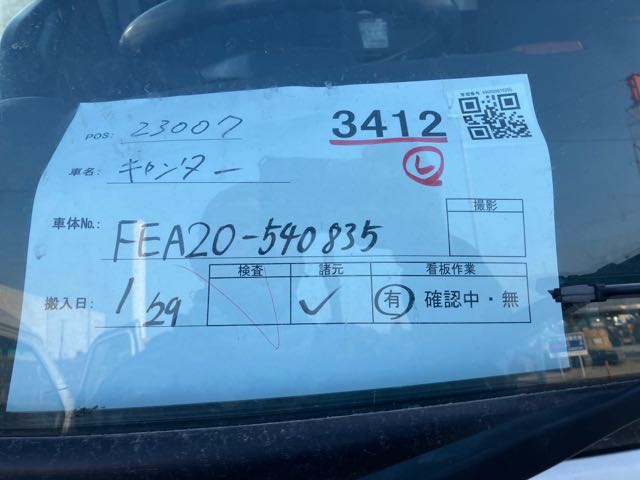 POS: 23007
3412
車名: キャンター
L
車体No.: FEA20-540835
撮影
搬入日: 1/29
検査 諸元 看板作業
✓ 有 確認中・無